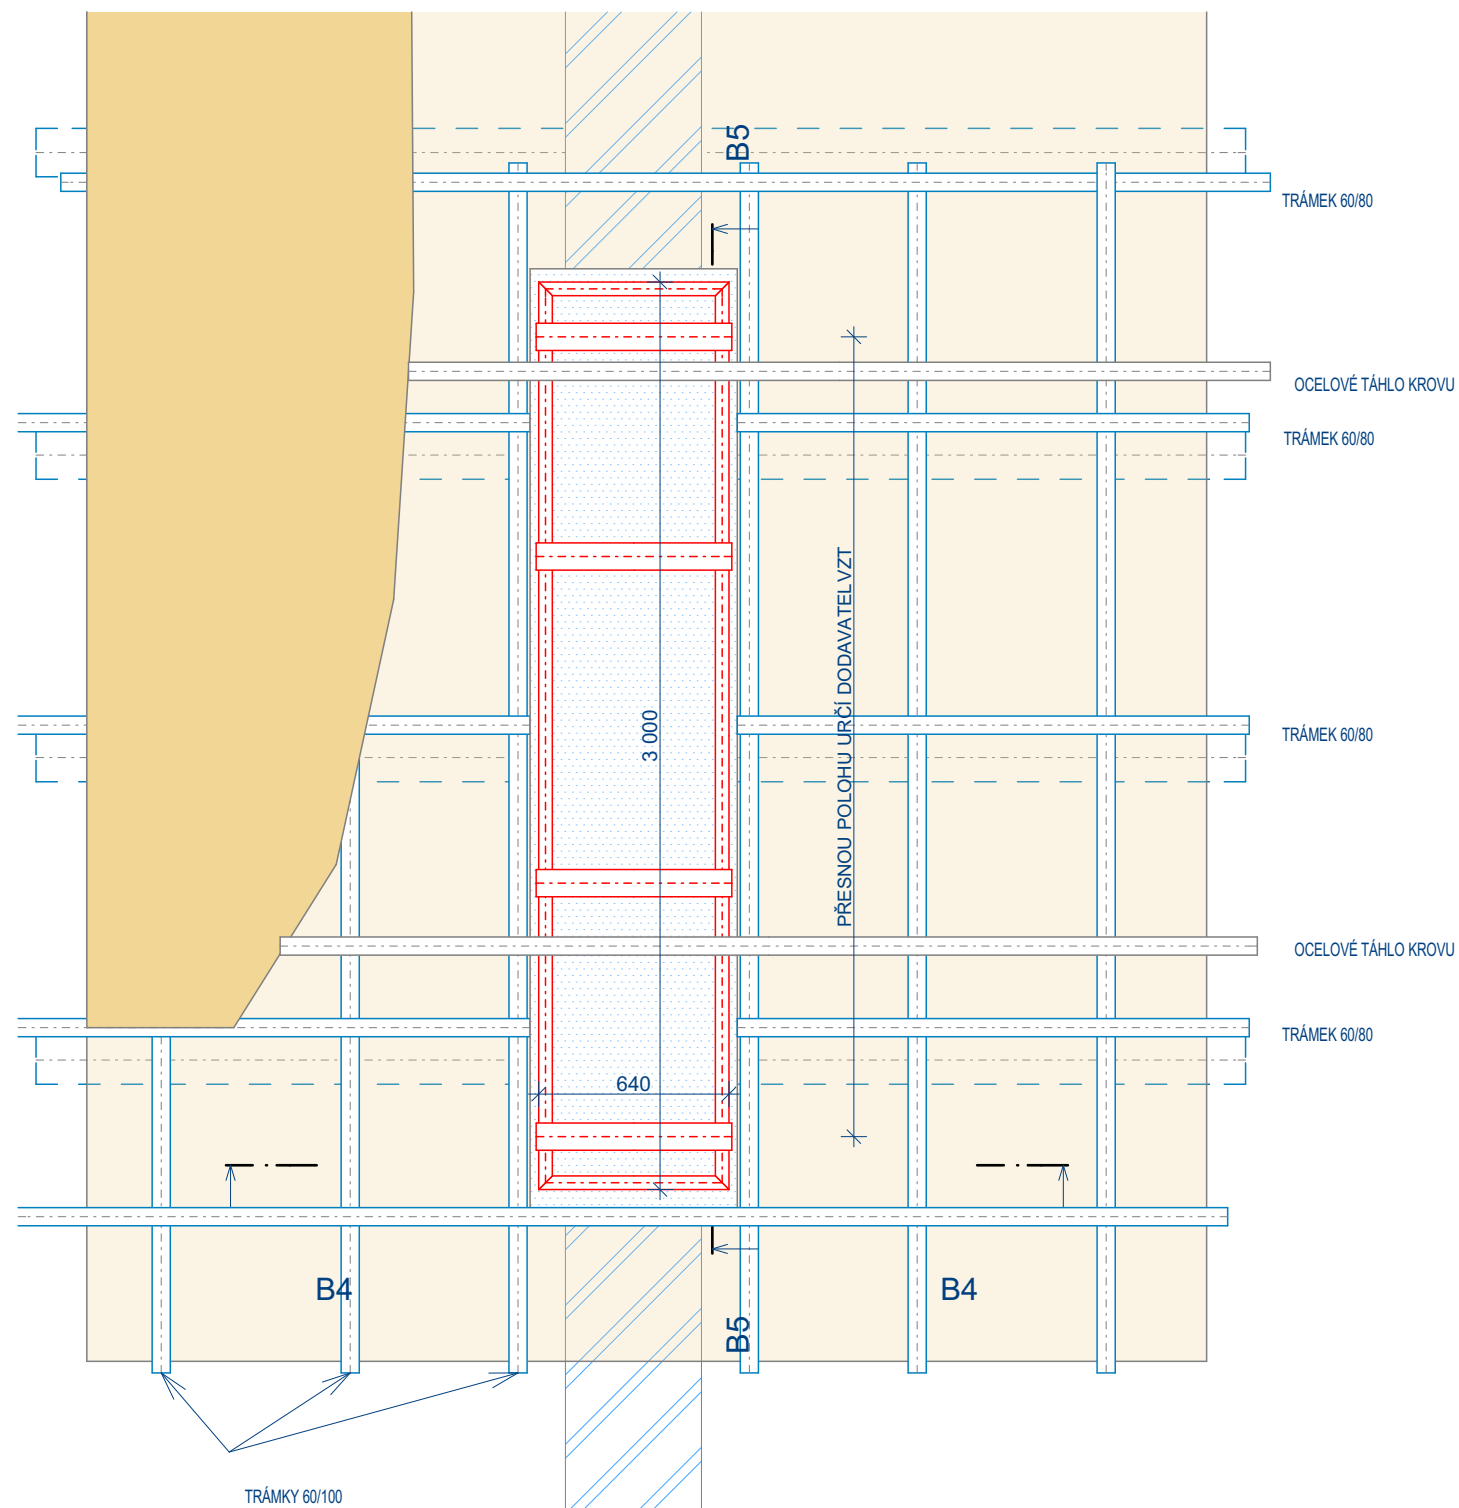 B5
TRÁMEK 60/80
OCELOVÉ TÁHLO KROVU
TRÁMEK 60/80
PŘESNOU POLOHU URČÍ DODAVATEL VZT
3 000
TRÁMEK 60/80
OCELOVÉ TÁHLO KROVU
TRÁMEK 60/80
640
B4
B4
B5
TRÁMKY 60/100